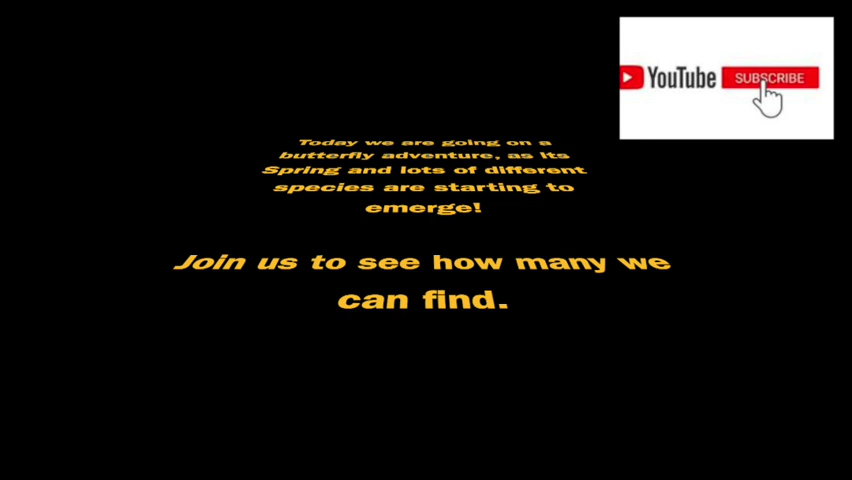 YouTube SUBSCRIBE
Today we are going on a
butterfly adventure, as its
Spring and lots of different
species are starting to
emerge!
Join us to see how many we
can find.